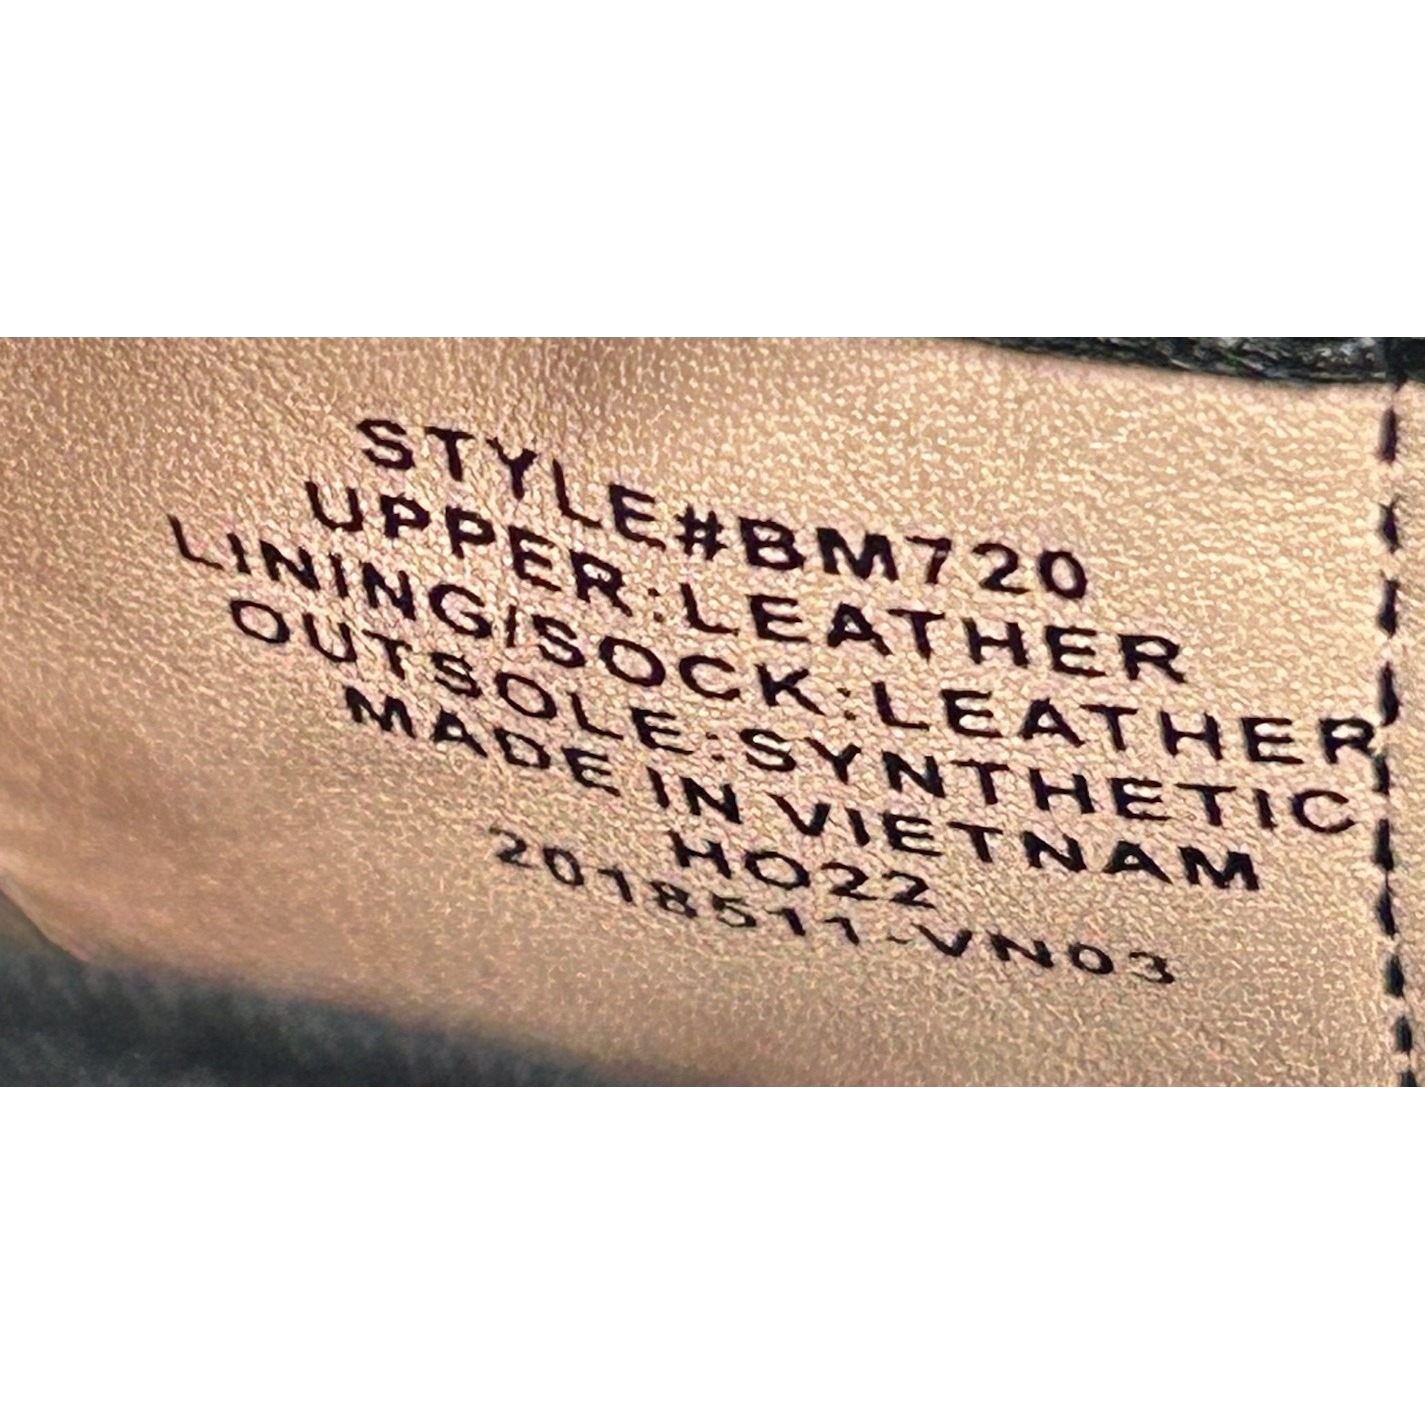 STYLE#BM720
UPPER:LEATHER
LINING/SOCK:LEATHER
OUTSOLE:SYNTHETIC
MADE IN VIETNAM
HO22
2018511-VN03